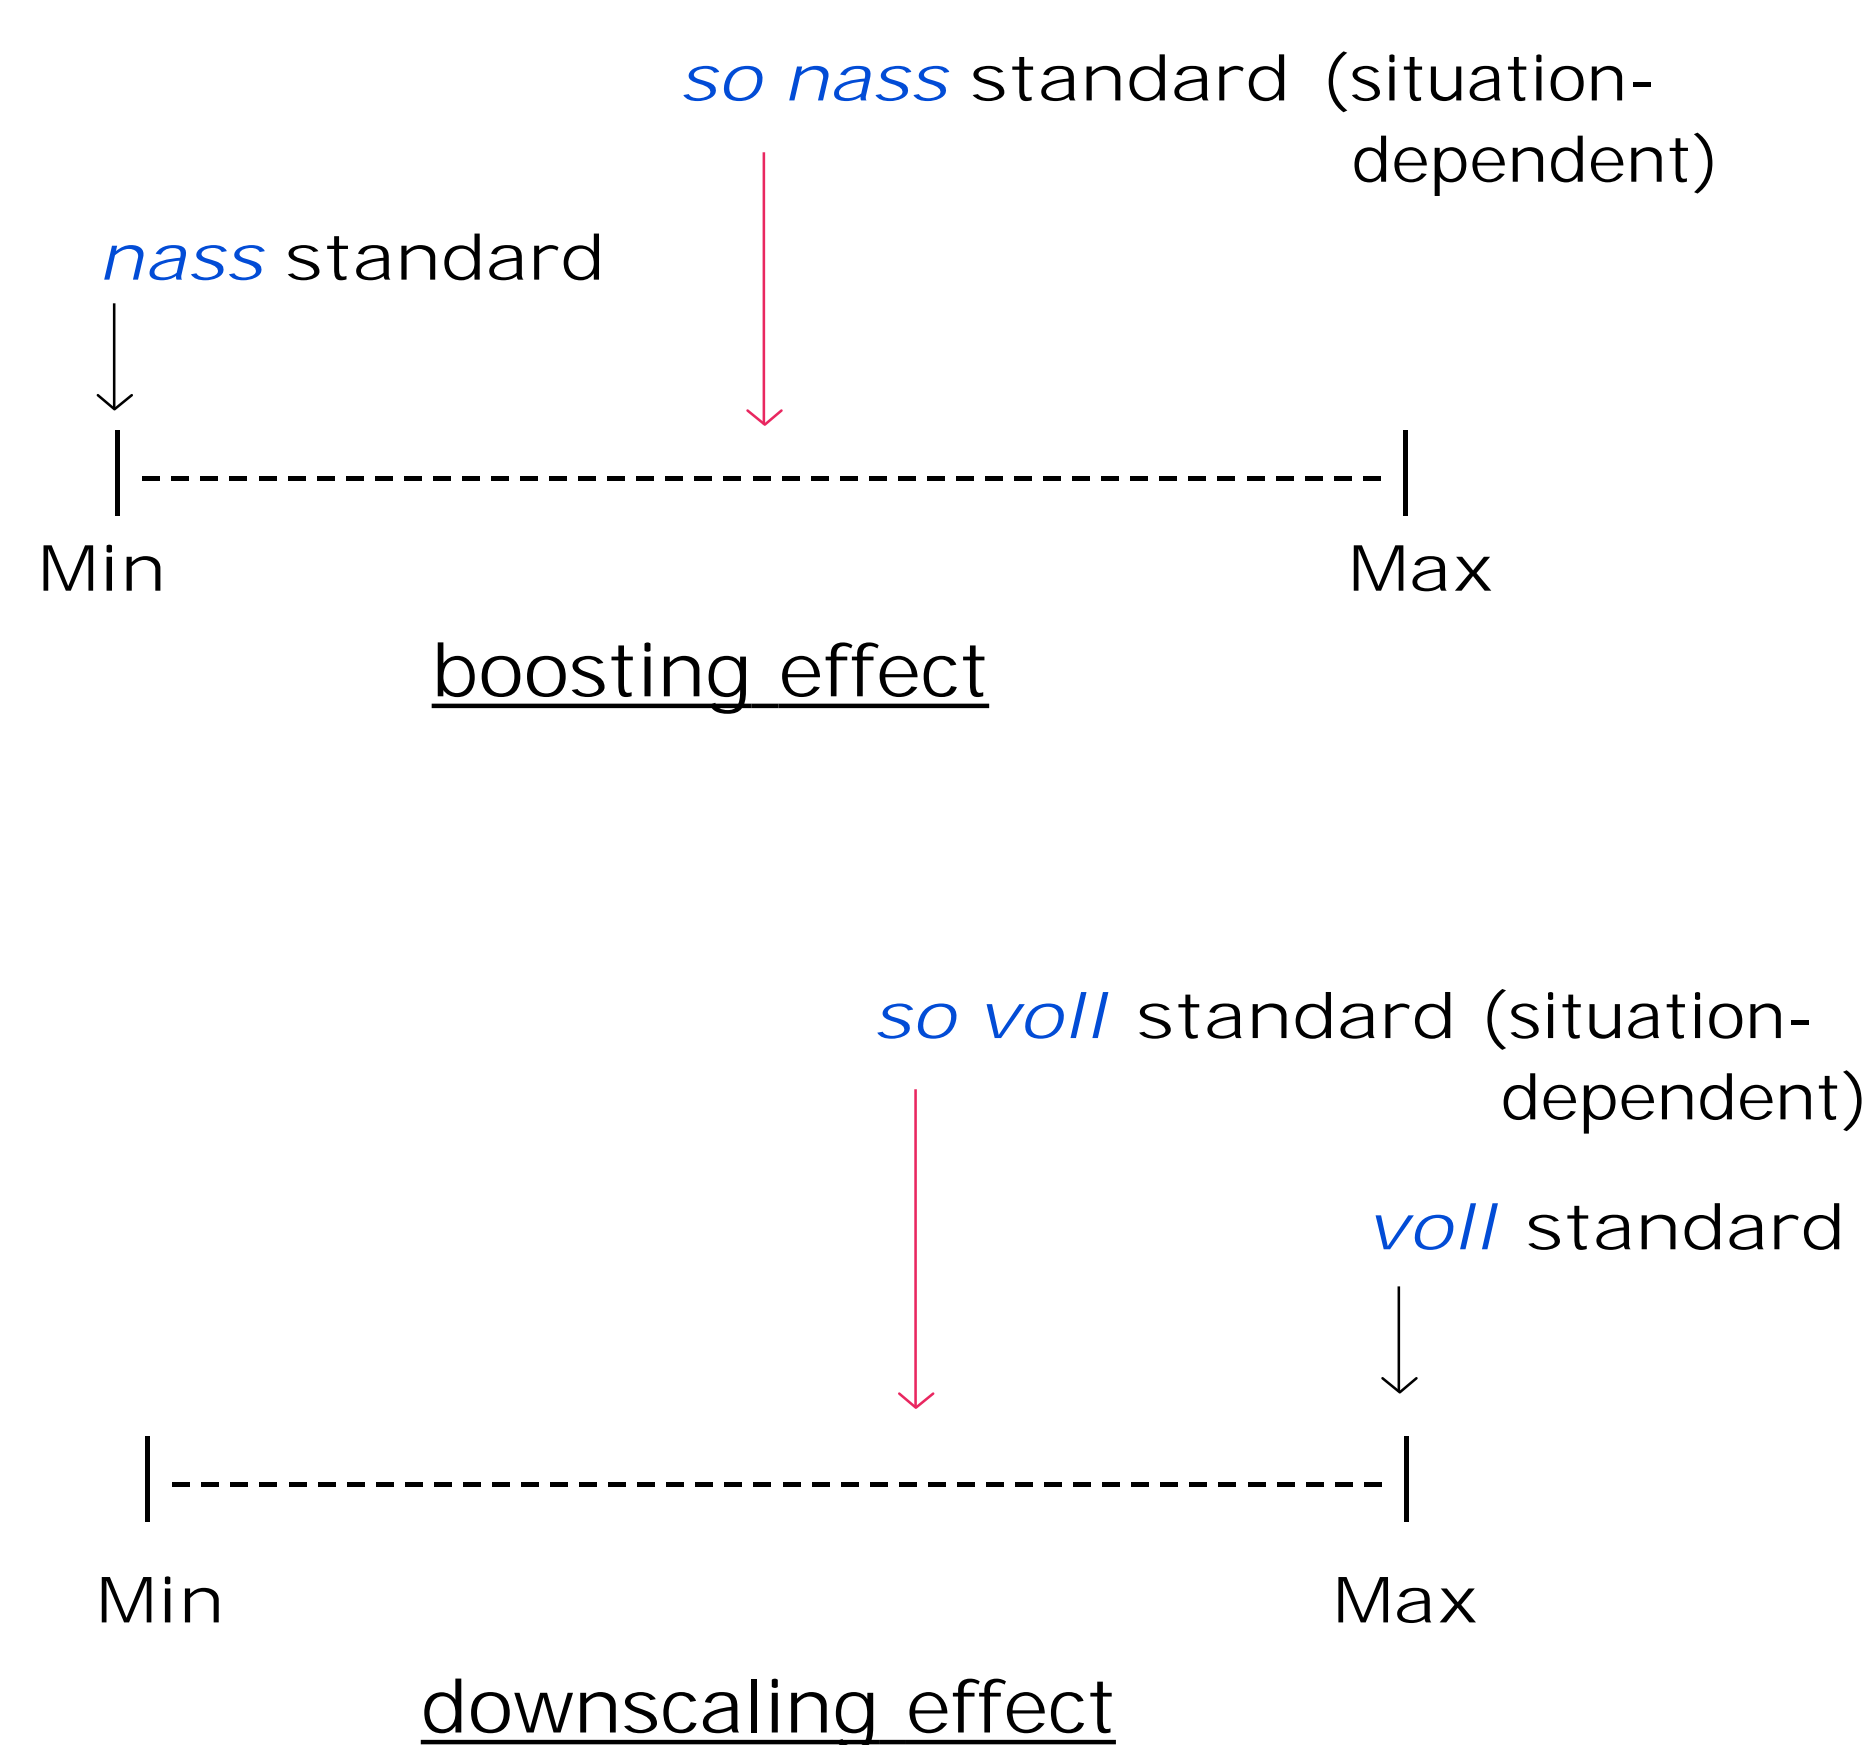 so nass standard (situation-
dependent)
nass standard
Min Max
boosting effect
so voll standard (situation-
dependent)
voll standard
Min Max
downscaling effect